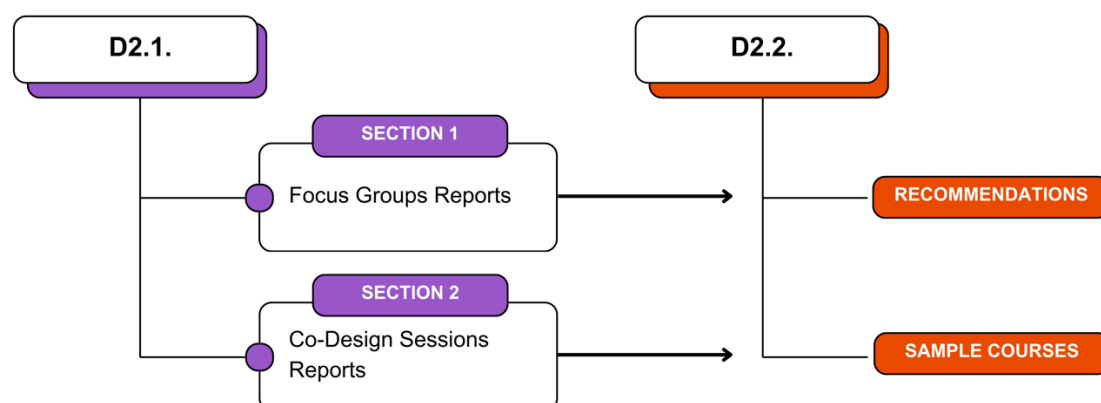 D2.1.
D2.2.
SECTION 1
Focus Groups Reports
RECOMMENDATIONS
SECTION 2
Co-Design Sessions
Reports
SAMPLE COURSES